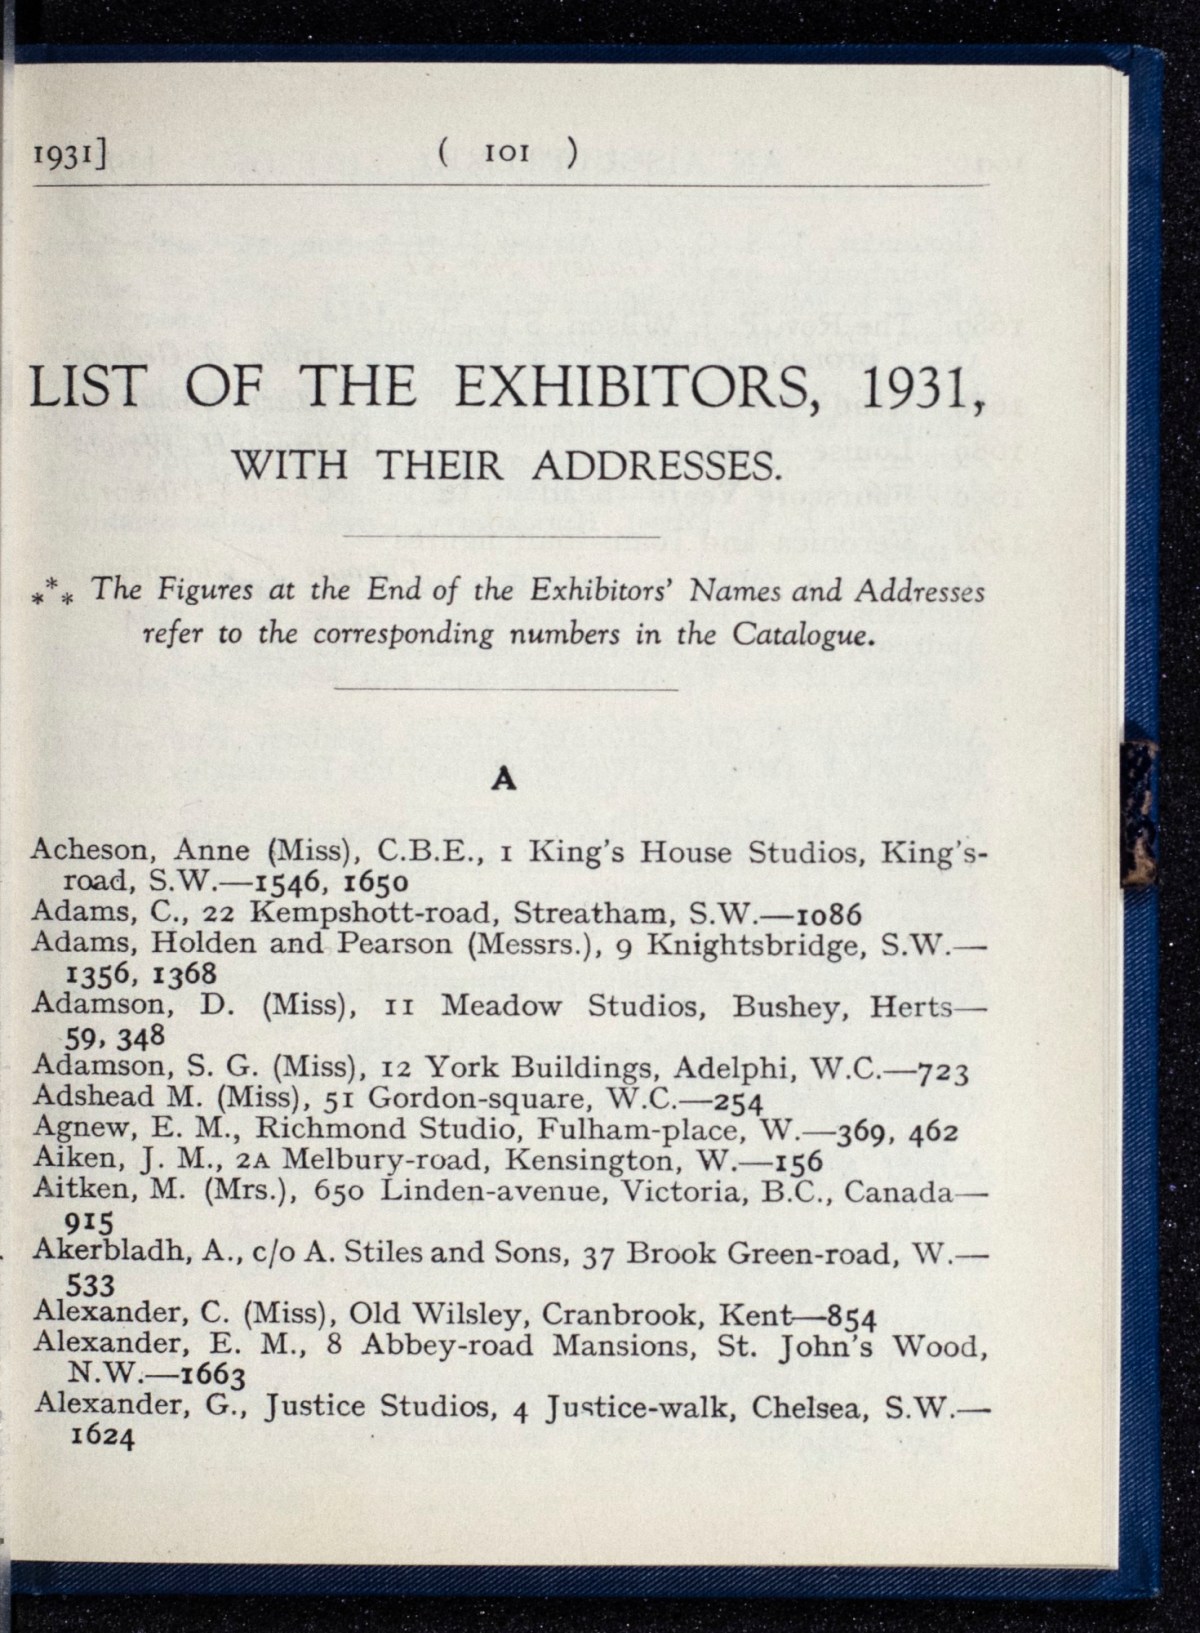 1931] ( 101 )
LIST OF THE EXHIBITORS, 1931,
WITH THEIR ADDRESSES.
*** The Figures at the End of the Exhibitors' Names and Addresses
refer to the corresponding numbers in the Catalogue.
A
Acheson, Anne (Miss), C.B.E., 1 King's House Studios, King's-
road, S.W.—1546, 1650
Adams, C., 22 Kempshott-road, Streatham, S.W.—1086
Adams, Holden and Pearson (Messrs.), 9 Knightsbridge, S.W.—
1356, 1368
Adamson, D. (Miss), 11 Meadow Studios, Bushey, Herts—
59, 348
Adamson, S. G. (Miss), 12 York Buildings, Adelphi, W.C.—723
Adshead M. (Miss), 51 Gordon-square, W.C.—254
Agnew, E. M., Richmond Studio, Fulham-place, W.—369, 462
Aiken, J. M., 2A Melbury-road, Kensington, W.—156
Aitken, M. (Mrs.), 650 Linden-avenue, Victoria, B.C., Canada—
915
Akerbladh, A., c/o A. Stiles and Sons, 37 Brook Green-road, W.—
533
Alexander, C. (Miss), Old Wilsley, Cranbrook, Kent—854
Alexander, E. M., 8 Abbey-road Mansions, St. John's Wood,
N.W.—1663
Alexander, G., Justice Studios, 4 Justice-walk, Chelsea, S.W.—
1624